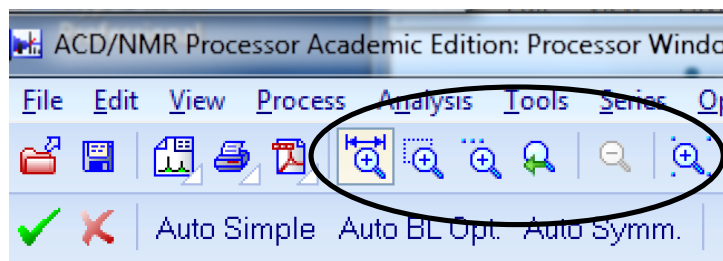 ACD/NMR Processor Academic Edition: Processor Windo
File Edit View Process Analysis Tools Series Op
Auto Simple Auto BL Opt. Auto Symm.